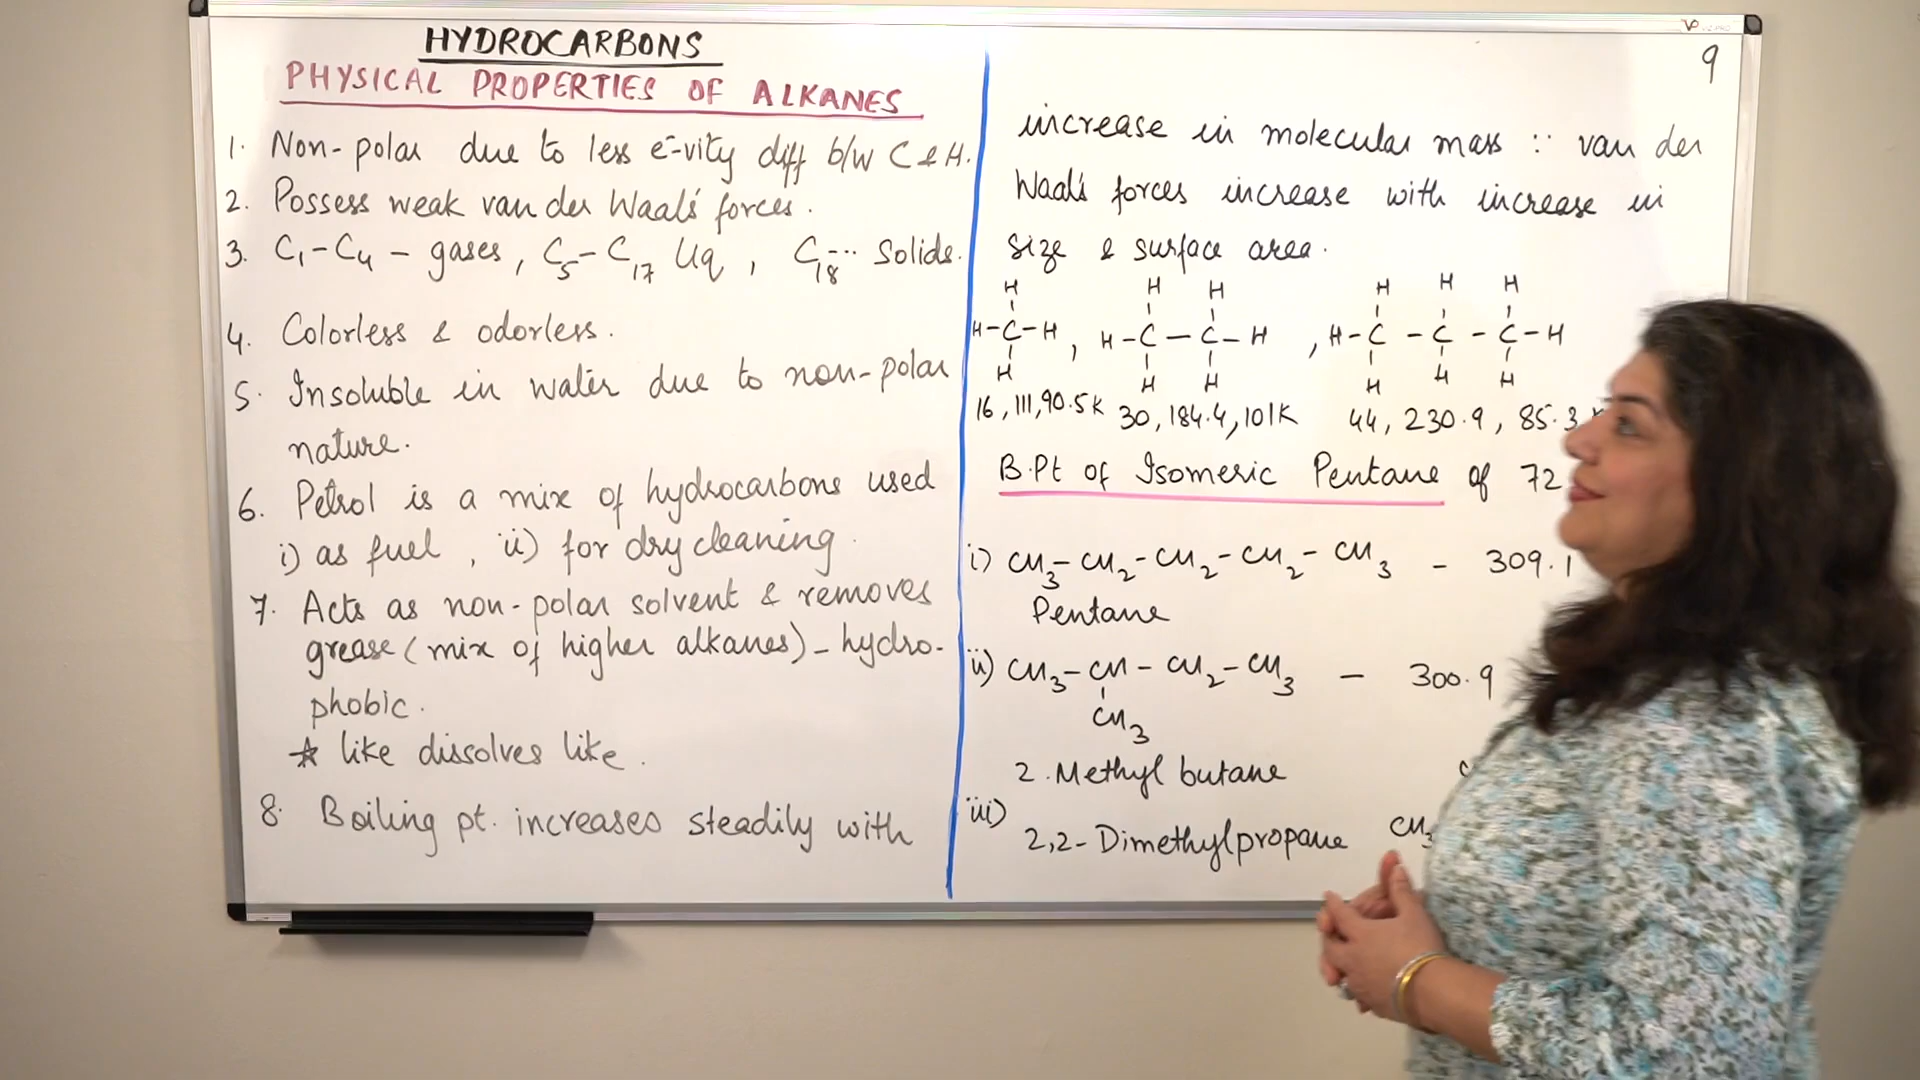 HYDROCARBONS
PHYSICAL PROPERTIES OF ALKANES
1. Non-polar due to less e-vity diff b/w C & H.
2. Possess weak van der Waal's forces.
3. C1-C4 - gases, C5-C17 liq, C18--- Solids.
4. Colorless & odorless.
5. Insoluble in water due to non-polar
nature.
6. Petrol is a mix of hydrocarbons used
i) as fuel, ii) for dry cleaning.
7. Acts as non-polar solvent & removes
grease (mix of higher alkanes) - hydro-
phobic.
☆ like dissolves like.
8. Boiling pt. increases steadily with
9
increase in molecular mass ∵ van der
Waal's forces increase with increase in
size & surface area.
H H H H H H
H-C-H, H-C-C-H, H-C-C-C-H
H H H H H H
16, 111, 90.5K 30, 184.4, 101K 44, 230.9, 85.3
B.Pt of Isomeric Pentane of 72
i) CH3-CH2-CH2-CH2-CH3 - 309.1
Pentane
ii) CH3-CH-CH2-CH3 - 300.9
CH3
2.Methyl butane
iii)
2,2-Dimethylpropane CH3